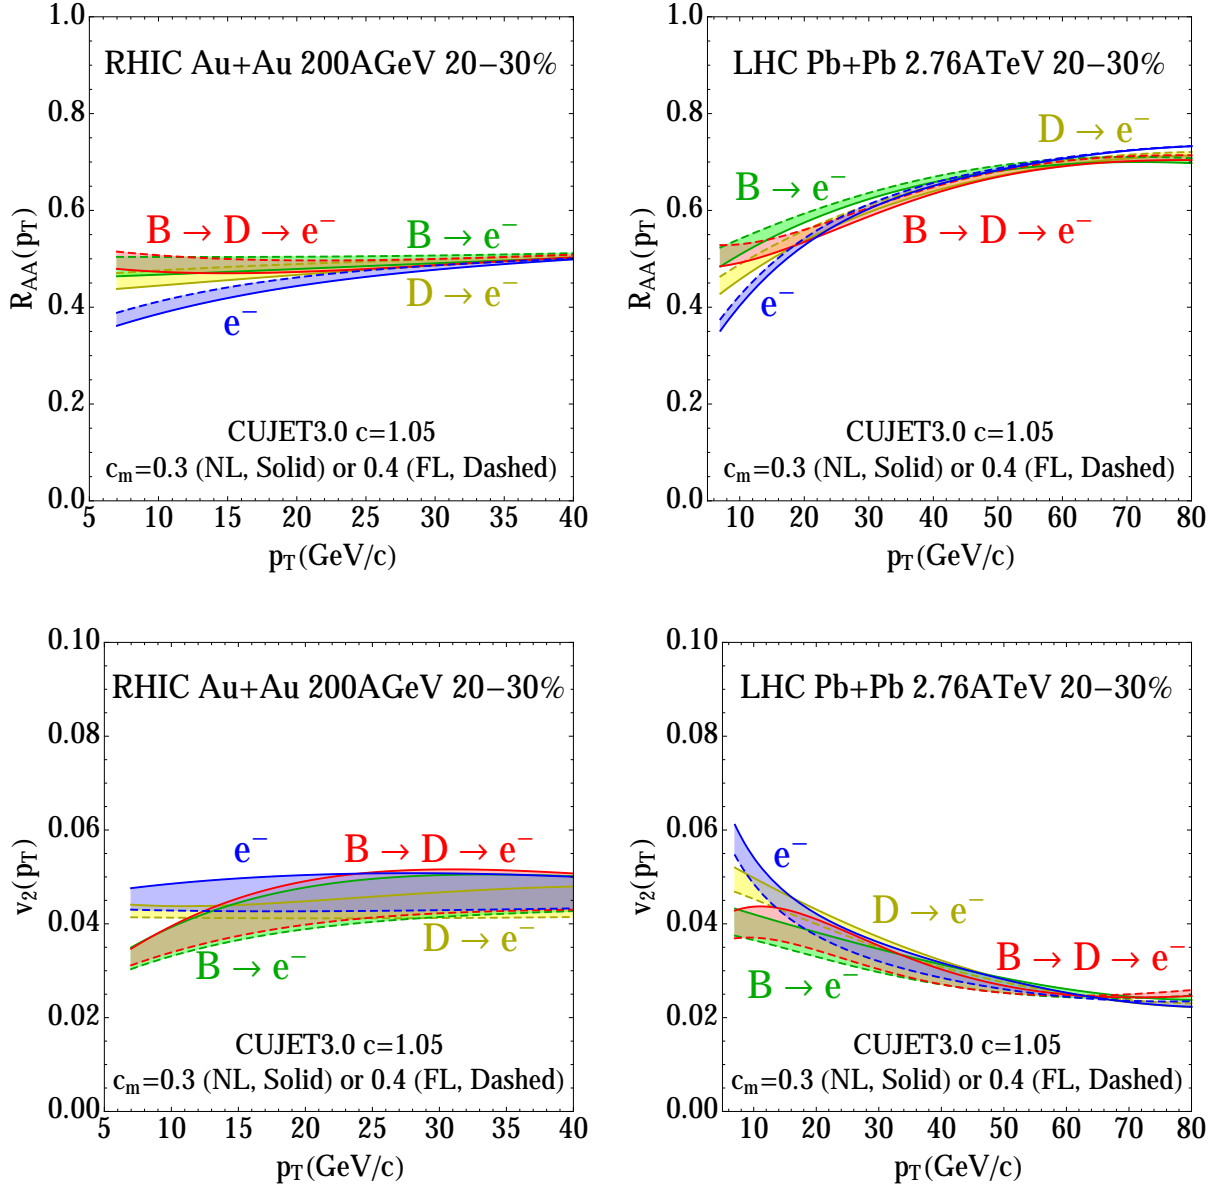 RHIC Au+Au 200AGeV 20−30%
B → D → e⁻
B → e⁻
D → e⁻
e⁻
CUJET3.0 c=1.05
cₘ=0.3 (NL, Solid) or 0.4 (FL, Dashed)
R_AA(p_T)
1.0
0.8
0.6
0.4
0.2
0.0
5 10 15 20 25 30 35 40
p_T(GeV/c)
LHC Pb+Pb 2.76ATeV 20−30%
D → e⁻
B → e⁻
B → D → e⁻
e⁻
CUJET3.0 c=1.05
cₘ=0.3 (NL, Solid) or 0.4 (FL, Dashed)
R_AA(p_T)
1.0
0.8
0.6
0.4
0.2
0.0
10 20 30 40 50 60 70 80
p_T(GeV/c)
RHIC Au+Au 200AGeV 20−30%
e⁻
B → D → e⁻
D → e⁻
B → e⁻
CUJET3.0 c=1.05
cₘ=0.3 (NL, Solid) or 0.4 (FL, Dashed)
v₂(p_T)
0.10
0.08
0.06
0.04
0.02
0.00
5 10 15 20 25 30 35 40
p_T(GeV/c)
LHC Pb+Pb 2.76ATeV 20−30%
e⁻
D → e⁻
B → D → e⁻
B → e⁻
CUJET3.0 c=1.05
cₘ=0.3 (NL, Solid) or 0.4 (FL, Dashed)
v₂(p_T)
0.10
0.08
0.06
0.04
0.02
0.00
10 20 30 40 50 60 70 80
p_T(GeV/c)